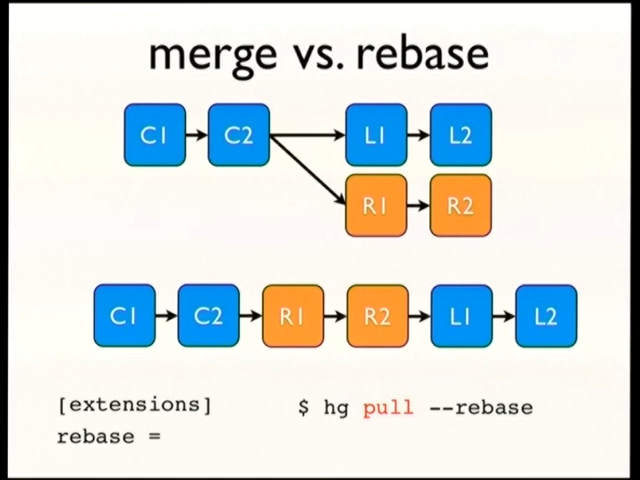 merge vs. rebase
C1 C2 L1 L2
R1 R2
C1 C2 R1 R2 L1 L2
[extensions] $ hg pull --rebase
rebase =